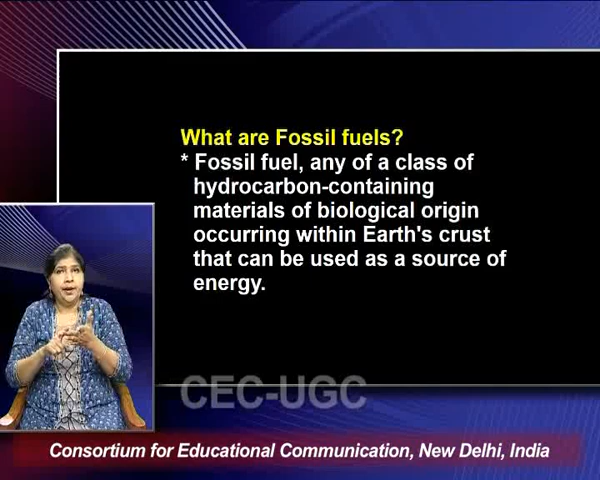 What are Fossil fuels?
* Fossil fuel, any of a class of
hydrocarbon-containing
materials of biological origin
occurring within Earth's crust
that can be used as a source of
energy.
CEC-UGC
Consortium for Educational Communication, New Delhi, India